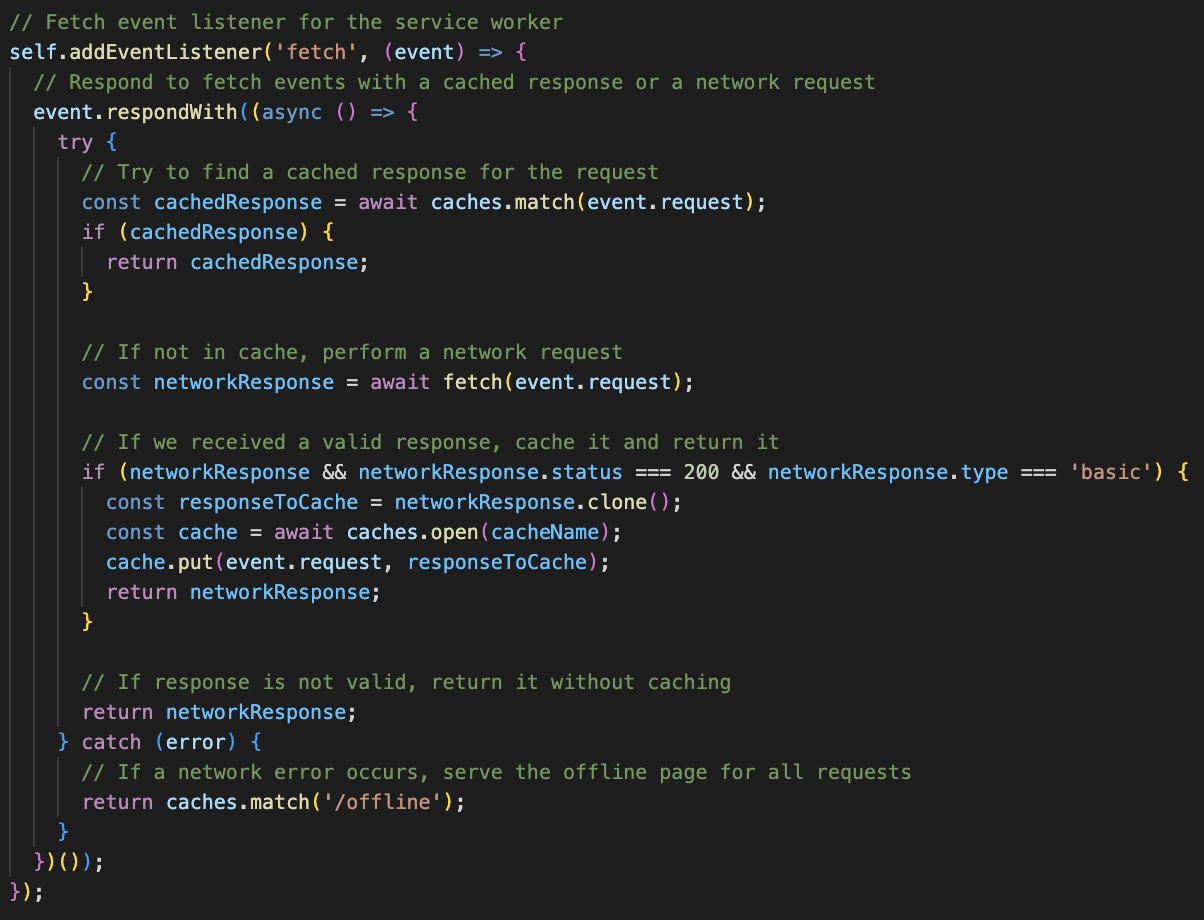 // Fetch event listener for the service worker
self.addEventListener('fetch', (event) => {
  // Respond to fetch events with a cached response or a network request
  event.respondWith((async () => {
    try {
      // Try to find a cached response for the request
      const cachedResponse = await caches.match(event.request);
      if (cachedResponse) {
        return cachedResponse;
      }

      // If not in cache, perform a network request
      const networkResponse = await fetch(event.request);

      // If we received a valid response, cache it and return it
      if (networkResponse && networkResponse.status === 200 && networkResponse.type === 'basic') {
        const responseToCache = networkResponse.clone();
        const cache = await caches.open(cacheName);
        cache.put(event.request, responseToCache);
        return networkResponse;
      }

      // If response is not valid, return it without caching
      return networkResponse;
    } catch (error) {
      // If a network error occurs, serve the offline page for all requests
      return caches.match('/offline');
    }
  })());
});